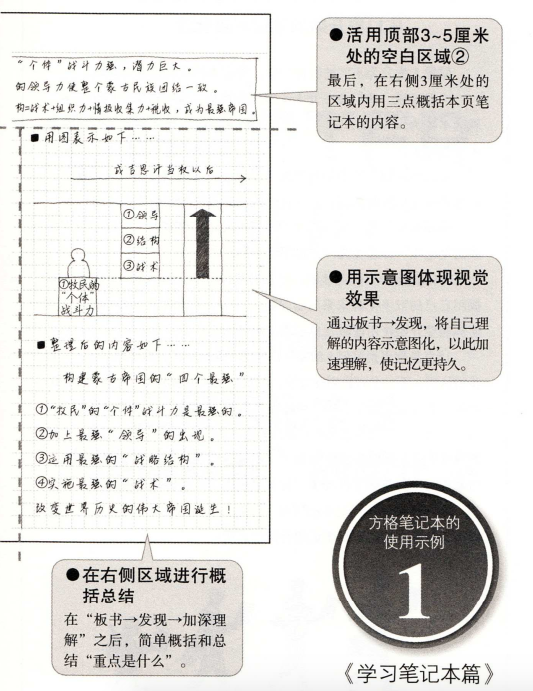 “个体”战斗力强，潜力巨大。
的领导力使整个蒙古民族团结一致。
构=战术+组织力+情报收集力+税收，成为最强帝国。
■用图表示如下……
成吉思汗当权以后
①领导
②结构
③战术
①牧民的
“个体”
战斗力
■整理后的内容如下……
构建蒙古帝国的“四个最强”
①“牧民”的“个体”战斗力是最强的。
②加上最强“领导”的出现。
③运用最强的“战略结构”。
④实施最强的“战术”。
改变世界历史的伟大帝国诞生！
●活用顶部3~5厘米
处的空白区域②
最后，在右侧3厘米处的
区域内用三点概括本页笔
记本的内容。
●用示意图体现视觉
效果
通过板书→发现，将自己理
解的内容示意图化，以此加
速理解，使记忆更持久。
●在右侧区域进行概
括总结
在“板书→发现→加深理
解”之后，简单概括和总
结“重点是什么”。
方格笔记本的
使用示例
1
《学习笔记本篇》